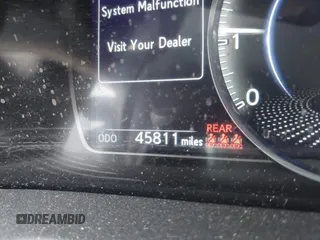 System Malfunction
Visit Your Dealer
1
0
REAR
ODO 45811 miles
DREAMBID